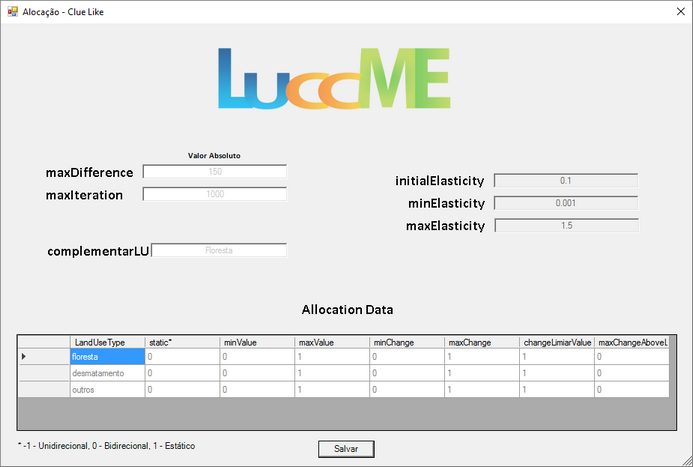 Alocação - Clue Like
LuccME
Valor Absoluto
maxDifference 150
maxIteration 1000
initialElasticity 0.1
minElasticity 0.001
maxElasticity 1.5
complementarLU floresta
Allocation Data
LandUseType static* minValue maxValue minChange maxChange changeLimiarValue maxChangeAboveL
floresta 0 0 1 0 1 1 0
desmatamento 0 0 1 0 1 1 0
outros 0 0 1 0 1 1 0
* -1 - Unidirecional, 0 - Bidirecional, 1 - Estático
Salvar